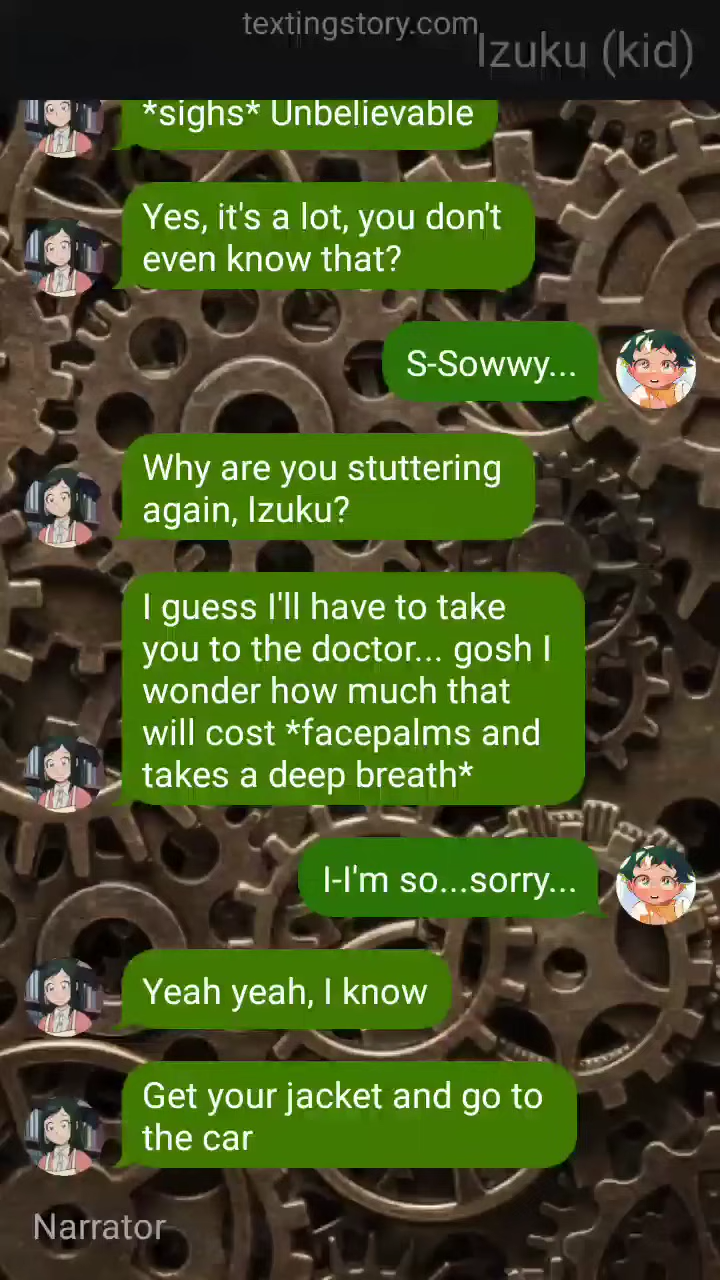 textingstory.com
Izuku (kid)
*sighs* Unbelievable
Yes, it's a lot, you don't
even know that?
S-Sowwy...
Why are you stuttering
again, Izuku?
I guess I'll have to take
you to the doctor... gosh I
wonder how much that
will cost *facepalms and
takes a deep breath*
I-I'm so...sorry...
Yeah yeah, I know
Get your jacket and go to
the car
Narrator